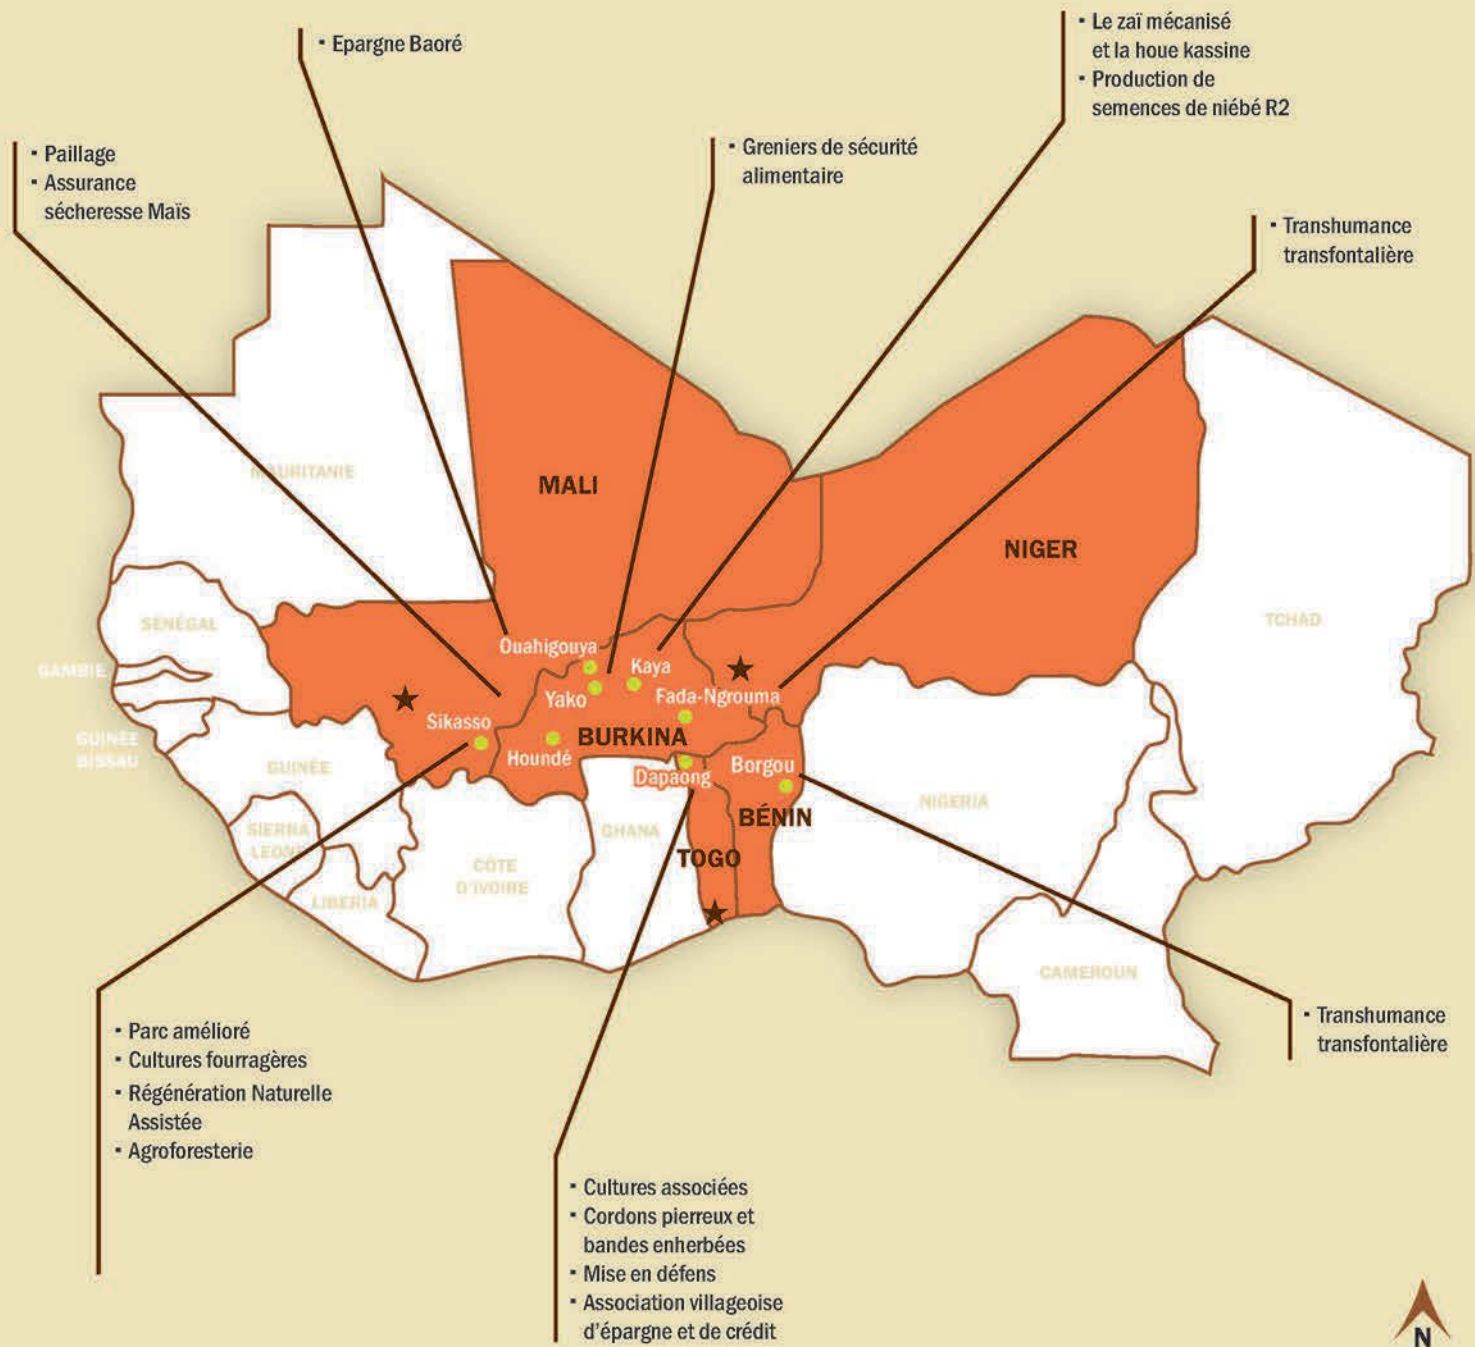 ▪ Epargne Baoré
▪ Le zaï mécanisé
et la houe kassine
▪ Production de
semences de niébé R2
▪ Paillage
▪ Assurance
sécheresse Maïs
▪ Greniers de sécurité
alimentaire
▪ Transhumance
transfontalière
MAURITANIE
MALI
NIGER
TCHAD
SÉNÉGAL
GAMBIE
GUINÉE
BISSAU
GUINÉE
SIERNA
LEONE
LIBERIA
CÔTE
D'IVOIRE
GHANA
Ouahigouya
Kaya
Yako
Fada-Ngrouma
Sikasso
Houndé
BURKINA
Dapaong
Borgou
BÉNIN
TOGO
NIGERIA
CAMEROUN
▪ Parc amélioré
▪ Cultures fourragères
▪ Régénération Naturelle
Assistée
▪ Agroforesterie
▪ Transhumance
transfontalière
▪ Cultures associées
▪ Cordons pierreux et
bandes enherbées
▪ Mise en défens
▪ Association villageoise
d'épargne et de crédit
N